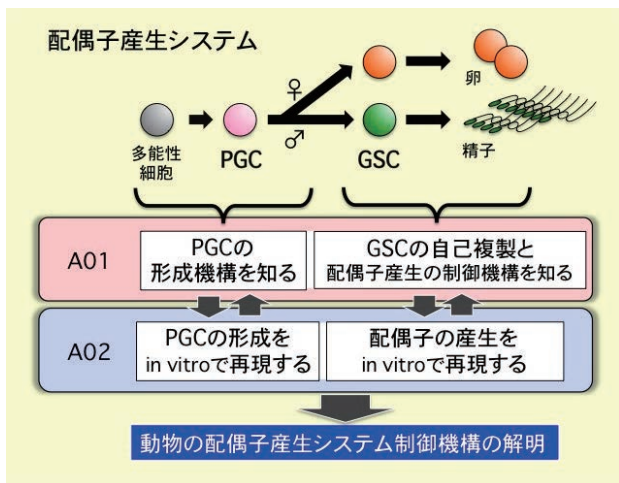 配偶子産生システム
♀
卵
多能性
細胞
PGC
♂
GSC
精子
A01
PGCの
形成機構を知る
GSCの自己複製と
配偶子産生の制御機構を知る
A02
PGCの形成を
in vitroで再現する
配偶子の産生を
in vitroで再現する
動物の配偶子産生システム制御機構の解明